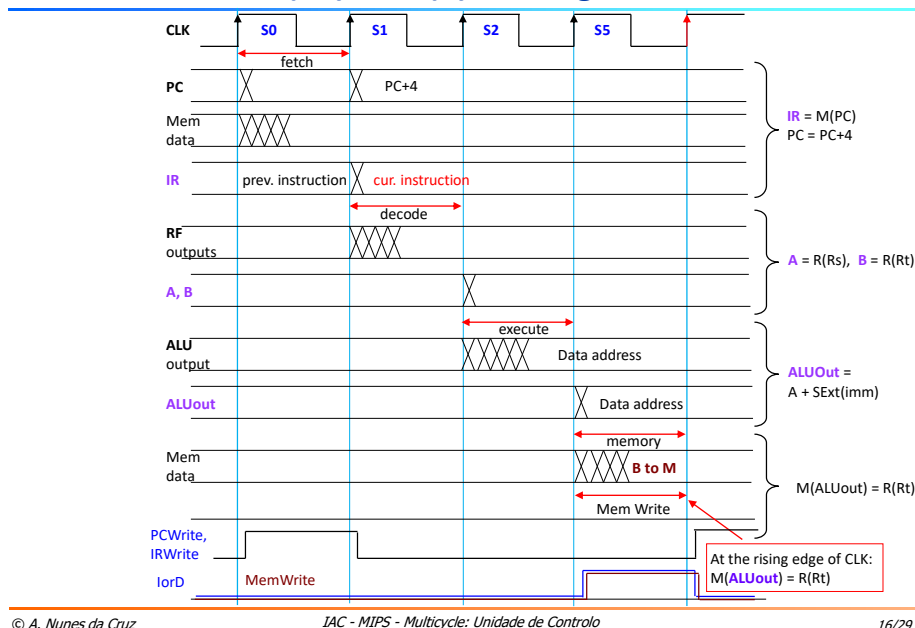 CLK S0 S1 S2 S5
fetch
PC PC+4
Mem
data
IR = M(PC)
PC = PC+4
IR prev. instruction cur. instruction
decode
RF
outputs
A = R(Rs), B = R(Rt)
A, B
execute
ALU
output
Data address
ALUOut =
A + SExt(imm)
ALUout Data address
memory
Mem
data
B to M
M(ALUout) = R(Rt)
Mem Write
PCWrite,
IRWrite
At the rising edge of CLK:
M(ALUout) = R(Rt)
IorD MemWrite
© A. Nunes da Cruz IAC - MIPS - Multicycle: Unidade de Controlo 16/29